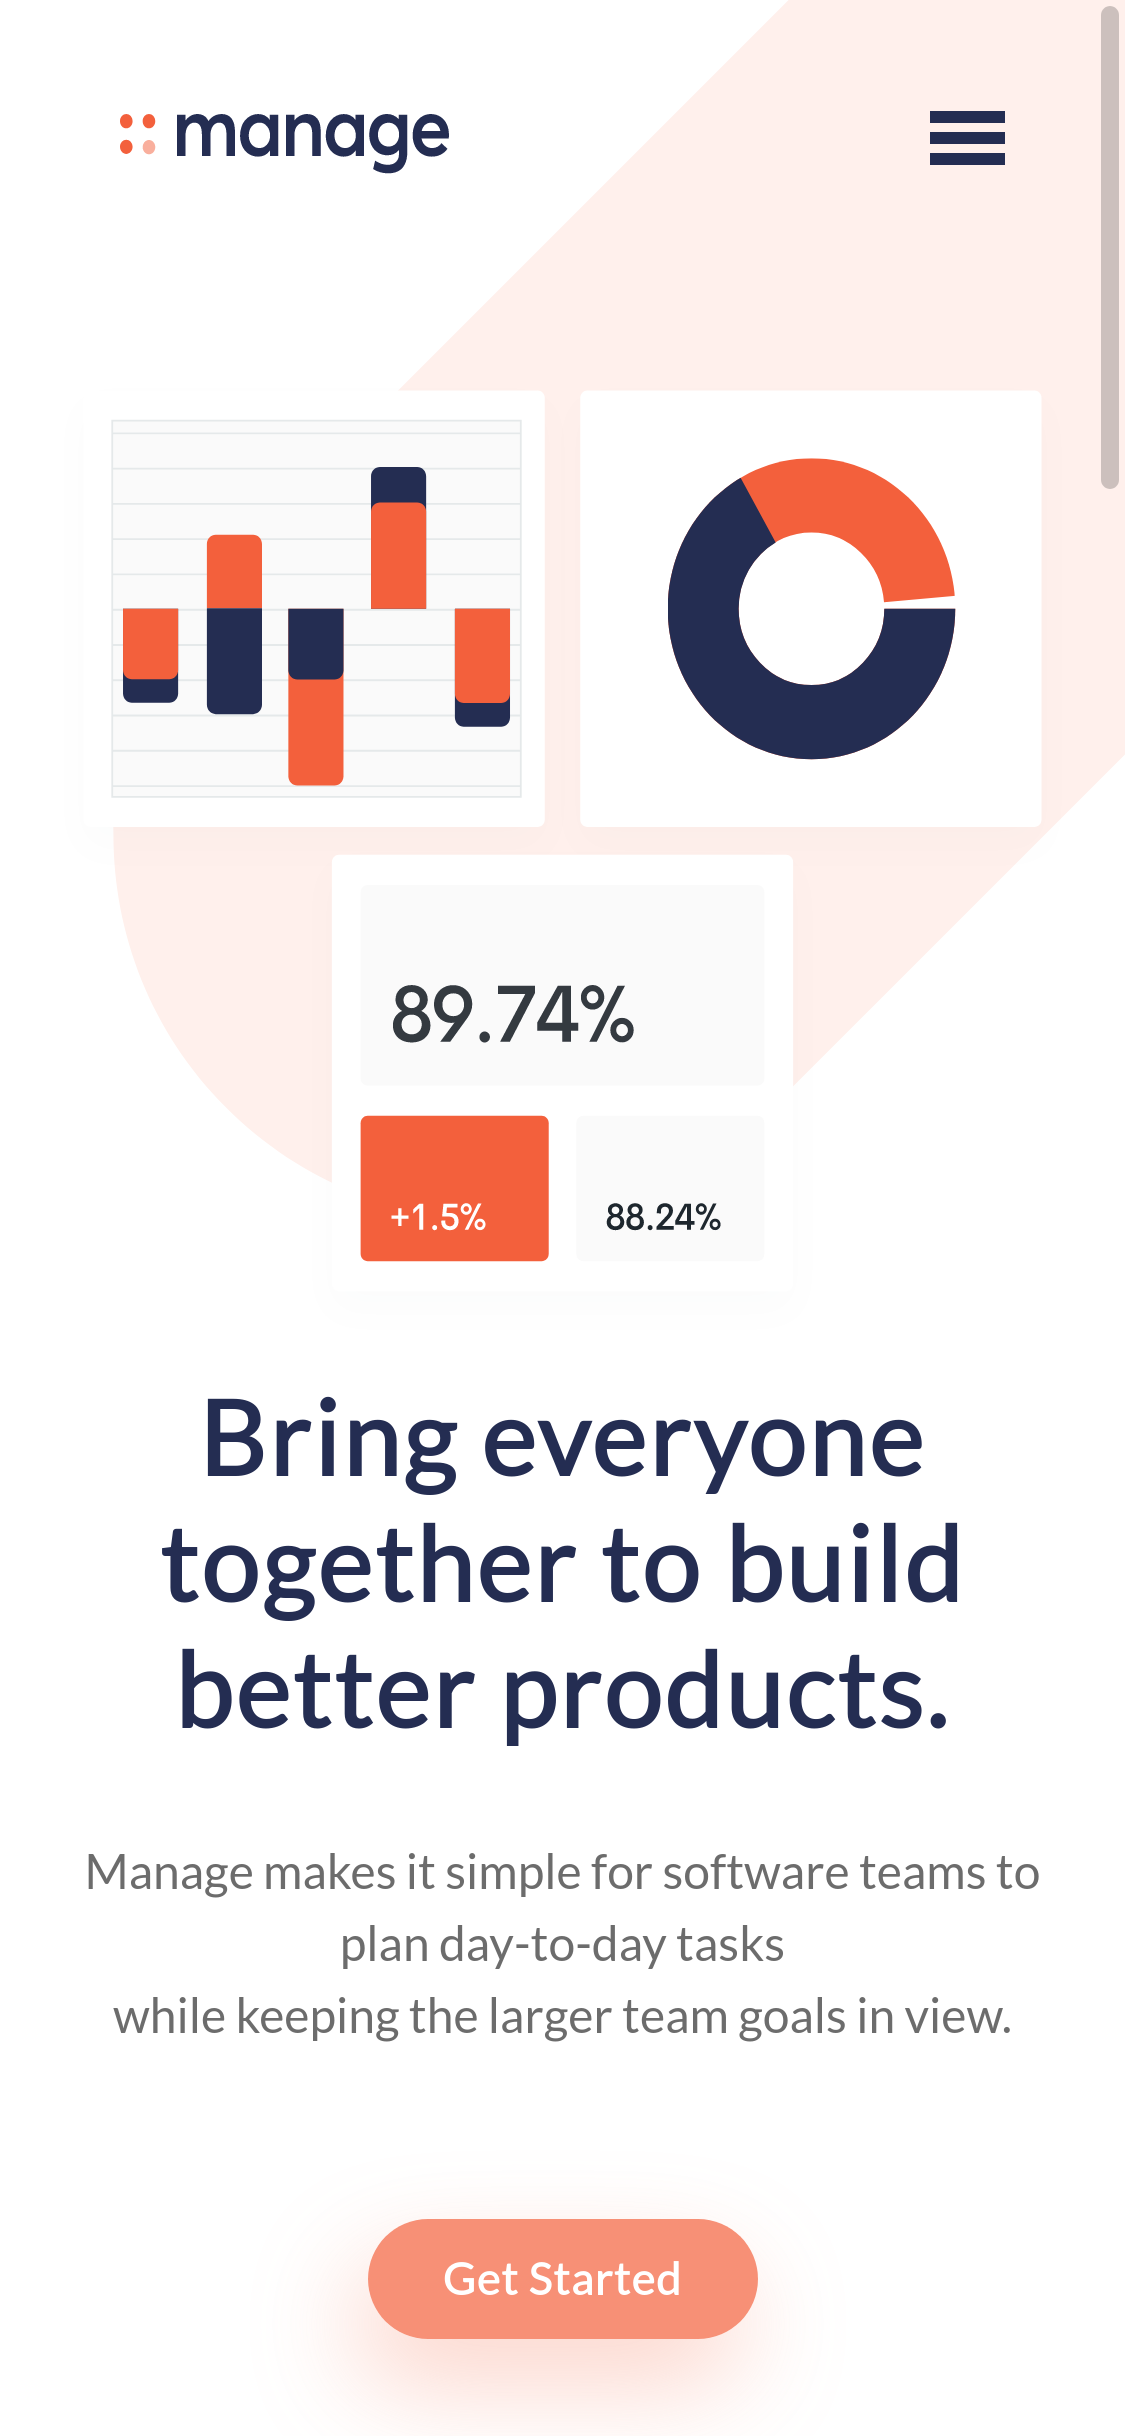 manage
89.74%
+1.5% 88.24%
Bring everyone
together to build
better products.
Manage makes it simple for software teams to
plan day-to-day tasks
while keeping the larger team goals in view.
Get Started